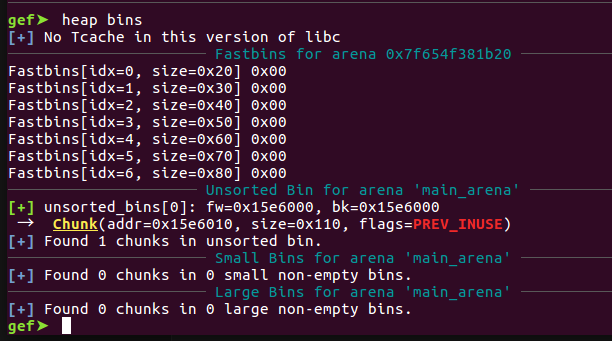 gef➤ heap bins
[+] No Tcache in this version of libc
Fastbins for arena 0x7f654f381b20
Fastbins[idx=0, size=0x20] 0x00
Fastbins[idx=1, size=0x30] 0x00
Fastbins[idx=2, size=0x40] 0x00
Fastbins[idx=3, size=0x50] 0x00
Fastbins[idx=4, size=0x60] 0x00
Fastbins[idx=5, size=0x70] 0x00
Fastbins[idx=6, size=0x80] 0x00
Unsorted Bin for arena 'main_arena'
[+] unsorted_bins[0]: fw=0x15e6000, bk=0x15e6000
→ Chunk(addr=0x15e6010, size=0x110, flags=PREV_INUSE)
[+] Found 1 chunks in unsorted bin.
Small Bins for arena 'main_arena'
[+] Found 0 chunks in 0 small non-empty bins.
Large Bins for arena 'main_arena'
[+] Found 0 chunks in 0 large non-empty bins.
gef➤